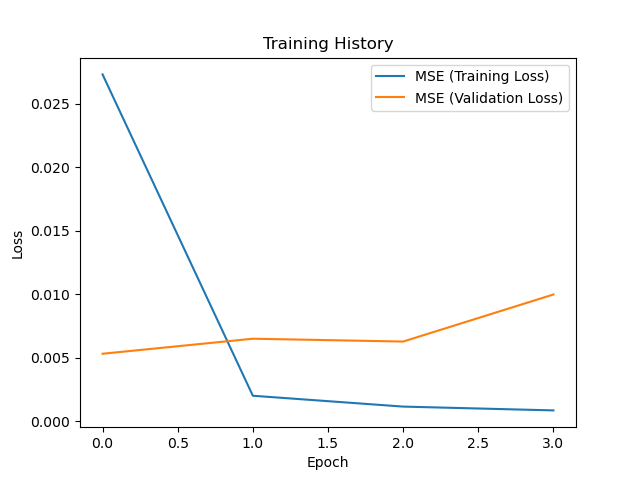 Training History
MSE (Training Loss)
MSE (Validation Loss)
0.025
0.020
0.015
0.010
0.005
0.000
Loss
0.0 0.5 1.0 1.5 2.0 2.5 3.0
Epoch